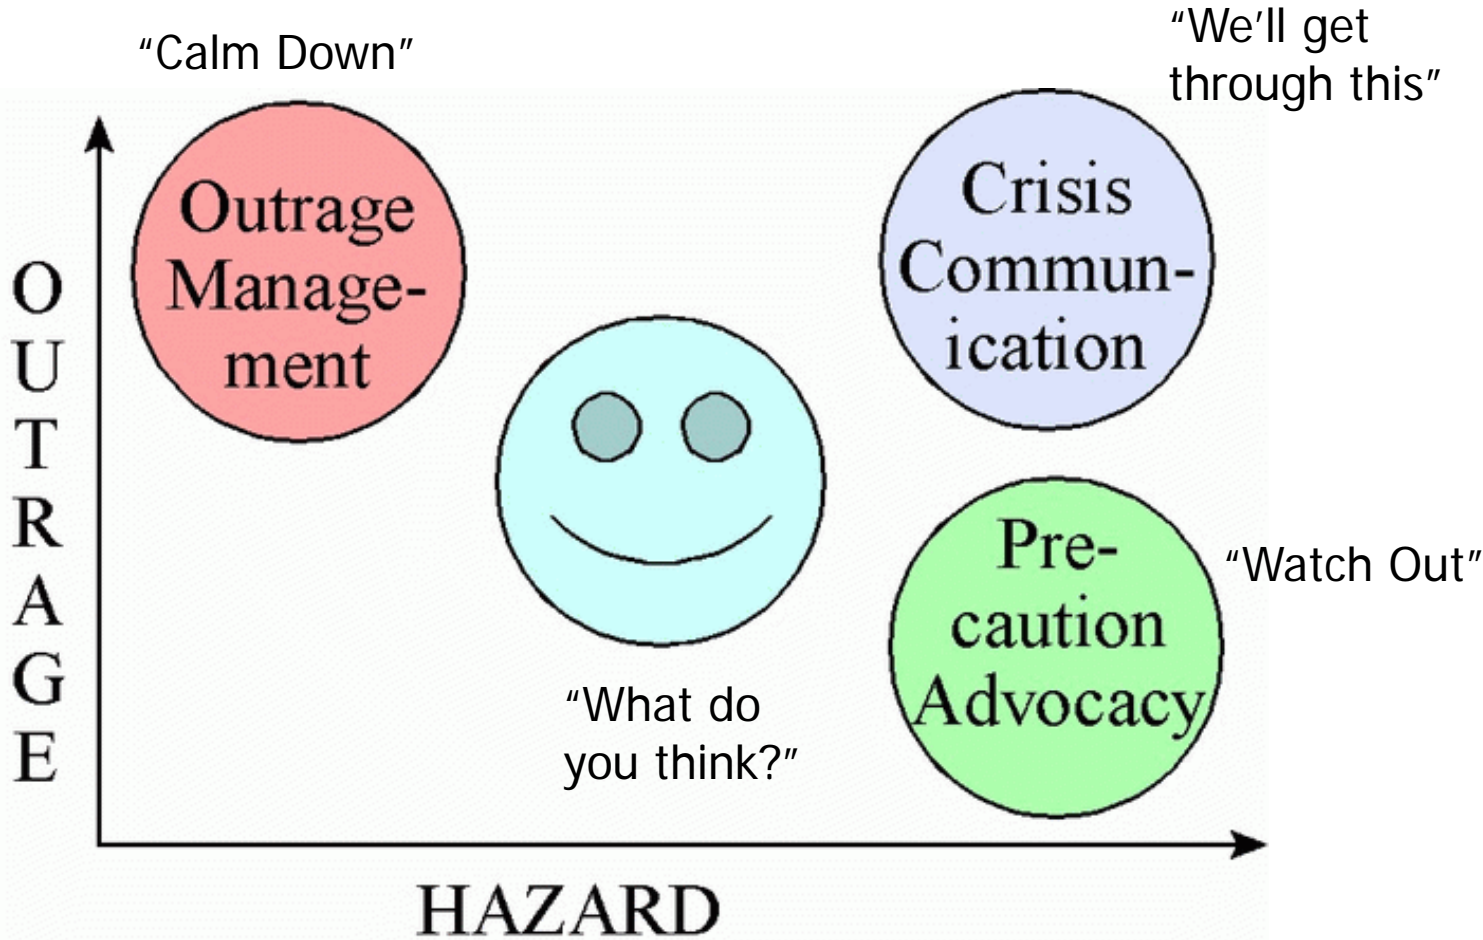 “Calm Down”
“We’ll get
through this”
Outrage
Manage-
ment
Crisis
Commun-
ication
O
U
T
R
A
G
E
Pre-
caution
Advocacy
“Watch Out”
“What do
you think?”
HAZARD